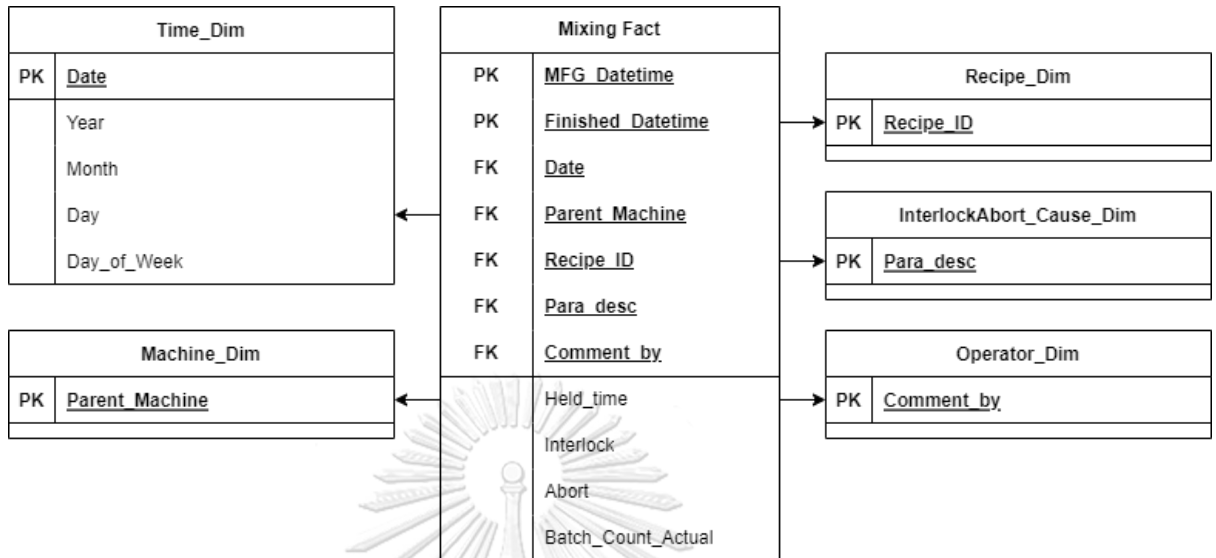 Time_Dim
PK Date
Year
Month
Day
Day_of_Week
Machine_Dim
PK Parent_Machine
Mixing Fact
PK MFG_Datetime
PK Finished_Datetime
FK Date
FK Parent_Machine
FK Recipe_ID
FK Para_desc
FK Comment_by
Held_time
Interlock
Abort
Batch_Count_Actual
Recipe_Dim
PK Recipe_ID
InterlockAbort_Cause_Dim
PK Para_desc
Operator_Dim
PK Comment_by